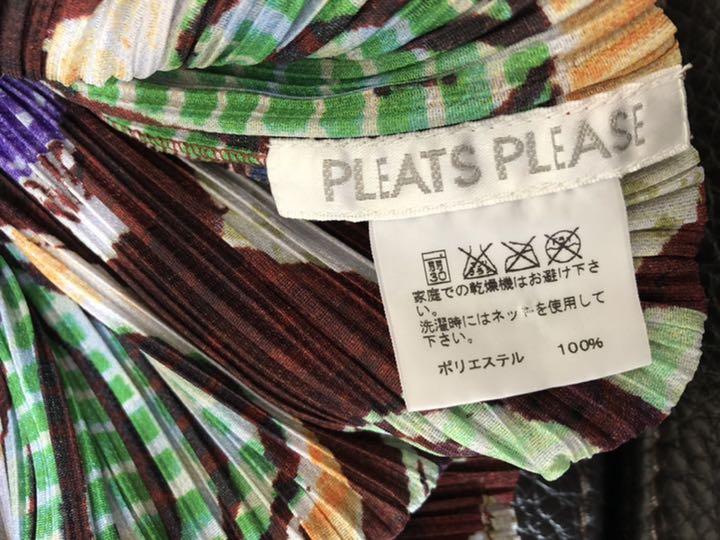 PLEATS PLEASE
弱
30
家庭での乾燥機はお避け下さ
い。
洗濯時にはネットを使用して
下さい。
ポリエステル 100%